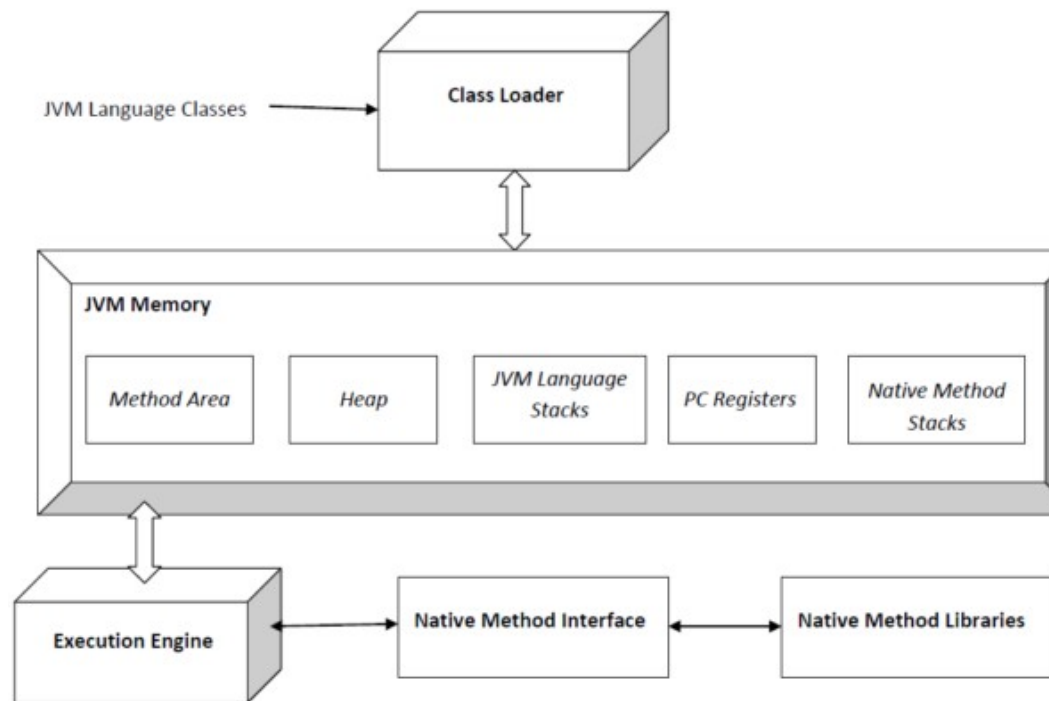 Class Loader
JVM Language Classes
JVM Memory
Method Area
Heap
JVM Language
Stacks
PC Registers
Native Method
Stacks
Execution Engine
Native Method Interface
Native Method Libraries